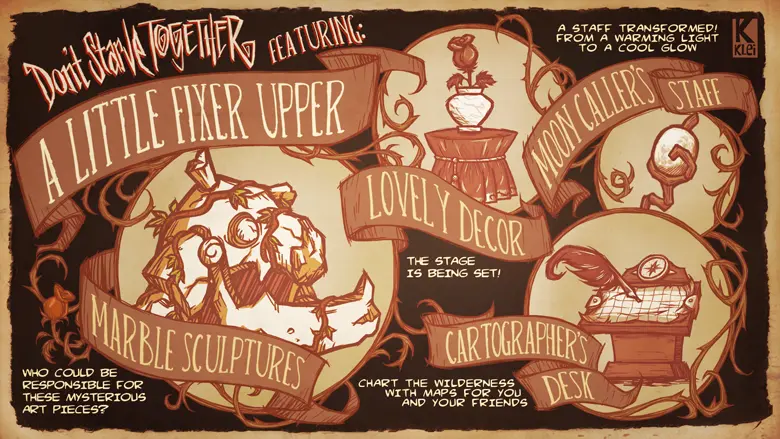 Don't Starve TOGETHER FEATURING:
A LITTLE FIXER UPPER
A STAFF TRANSFORMED!
FROM A WARMING LIGHT
TO A COOL GLOW
KLEI
MOON CALLER'S STAFF
LOVELY DECOR
THE STAGE
IS BEING SET!
MARBLE SCULPTURES
WHO COULD BE
RESPONSIBLE FOR
THESE MYSTERIOUS
ART PIECES?
CARTOGRAPHER'S
DESK
CHART THE WILDERNESS
WITH MAPS FOR YOU
AND YOUR FRIENDS